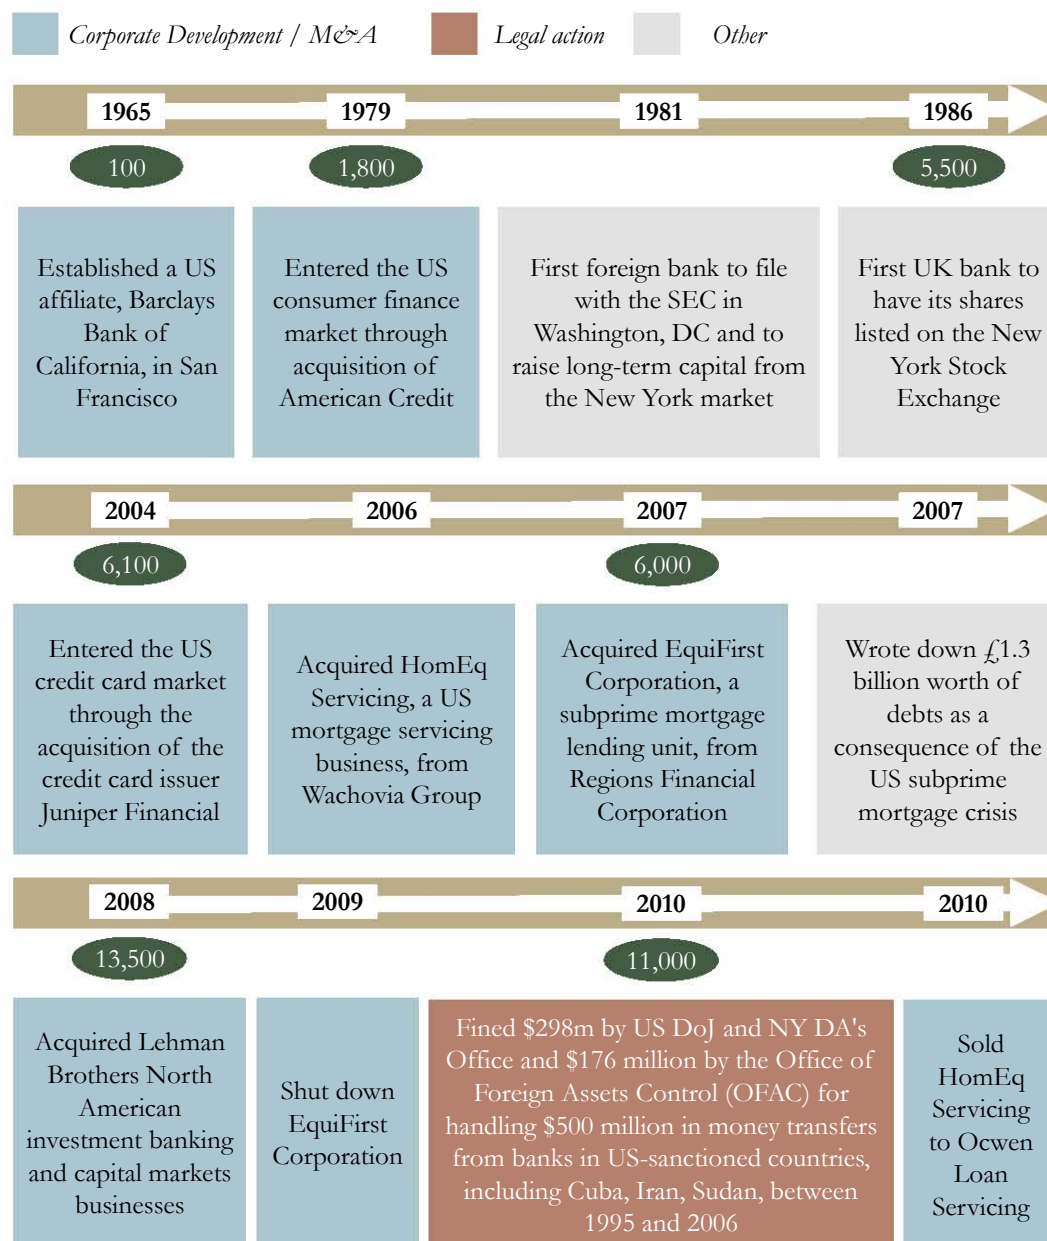 Corporate Development / M&A
Legal action
Other
1965
1979
1981
1986
100
1,800
5,500
Established a US
affiliate, Barclays
Bank of
California, in San
Francisco
Entered the US
consumer finance
market through
acquisition of
American Credit
First foreign bank to file
with the SEC in
Washington, DC and to
raise long-term capital from
the New York market
First UK bank to
have its shares
listed on the New
York Stock
Exchange
2004
2006
2007
2007
6,100
6,000
Entered the US
credit card market
through the
acquisition of the
credit card issuer
Juniper Financial
Acquired HomEq
Servicing, a US
mortgage servicing
business, from
Wachovia Group
Acquired EquiFirst
Corporation, a
subprime mortgage
lending unit, from
Regions Financial
Corporation
Wrote down £1.3
billion worth of
debts as a
consequence of the
US subprime
mortgage crisis
2008
2009
2010
2010
13,500
11,000
Acquired Lehman
Brothers North
American
investment banking
and capital markets
businesses
Shut down
EquiFirst
Corporation
Fined $298m by US DoJ and NY DA's
Office and $176 million by the Office of
Foreign Assets Control (OFAC) for
handling $500 million in money transfers
from banks in US-sanctioned countries,
including Cuba, Iran, Sudan, between
1995 and 2006
Sold
HomEq
Servicing
to Ocwen
Loan
Servicing